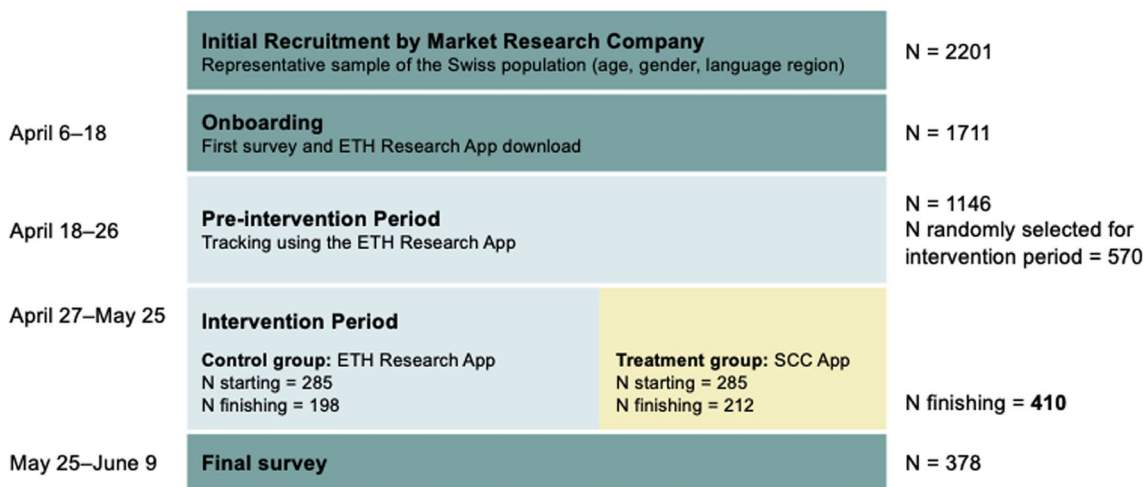 Initial Recruitment by Market Research Company
Representative sample of the Swiss population (age, gender, language region)
N = 2201
April 6–18
Onboarding
First survey and ETH Research App download
N = 1711
April 18–26
Pre-intervention Period
Tracking using the ETH Research App
N = 1146
N randomly selected for
intervention period = 570
April 27–May 25
Intervention Period
Control group: ETH Research App
N starting = 285
N finishing = 198
Treatment group: SCC App
N starting = 285
N finishing = 212
N finishing = 410
May 25–June 9
Final survey
N = 378